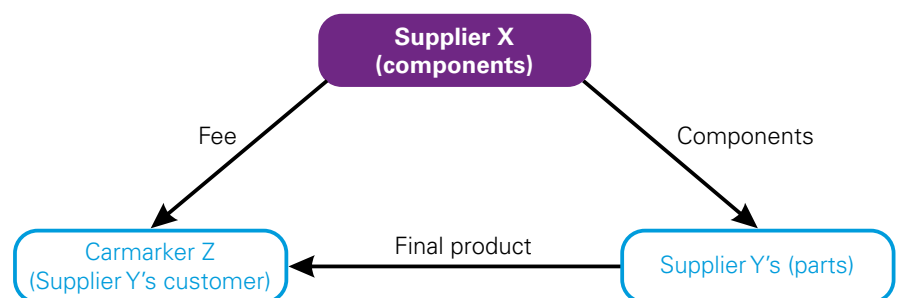 Supplier X
(components)
Fee
Components
Carmarker Z
(Supplier Y's customer)
Final product
Supplier Y's (parts)